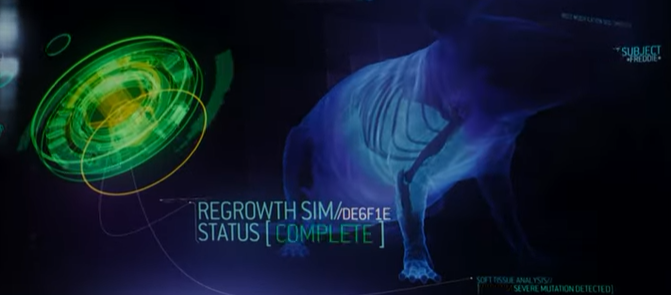 SUBJECT
*FREDDIE*
REGROWTH SIM//DE6F1E
STATUS [ COMPLETE ]
SOFT TISSUE ANALYSIS//
SEVERE MUTATION DETECTED]